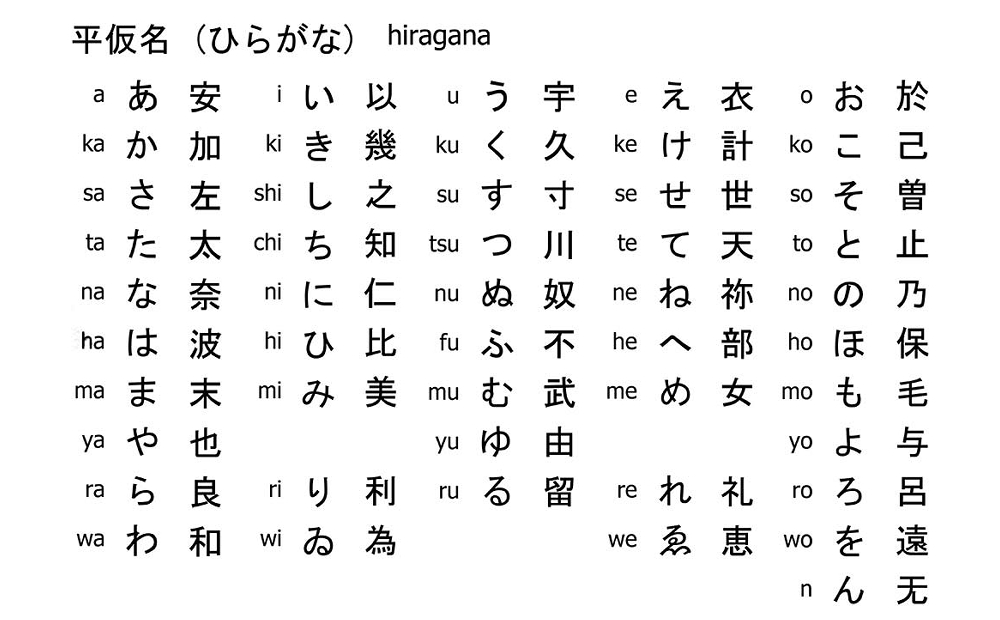 平仮名（ひらがな） hiragana
a あ 安 i い 以 u う 宇 e え 衣 o お 於
ka か 加 ki き 幾 ku く 久 ke け 計 ko こ 己
sa さ 左 shi し 之 su す 寸 se せ 世 so そ 曽
ta た 太 chi ち 知 tsu つ 川 te て 天 to と 止
na な 奈 ni に 仁 nu ぬ 奴 ne ね 祢 no の 乃
ha は 波 hi ひ 比 fu ふ 不 he へ 部 ho ほ 保
ma ま 末 mi み 美 mu む 武 me め 女 mo も 毛
ya や 也 yu ゆ 由 yo よ 与
ra ら 良 ri り 利 ru る 留 re れ 礼 ro ろ 呂
wa わ 和 wi ゐ 為 we ゑ 恵 wo を 遠
n ん 无